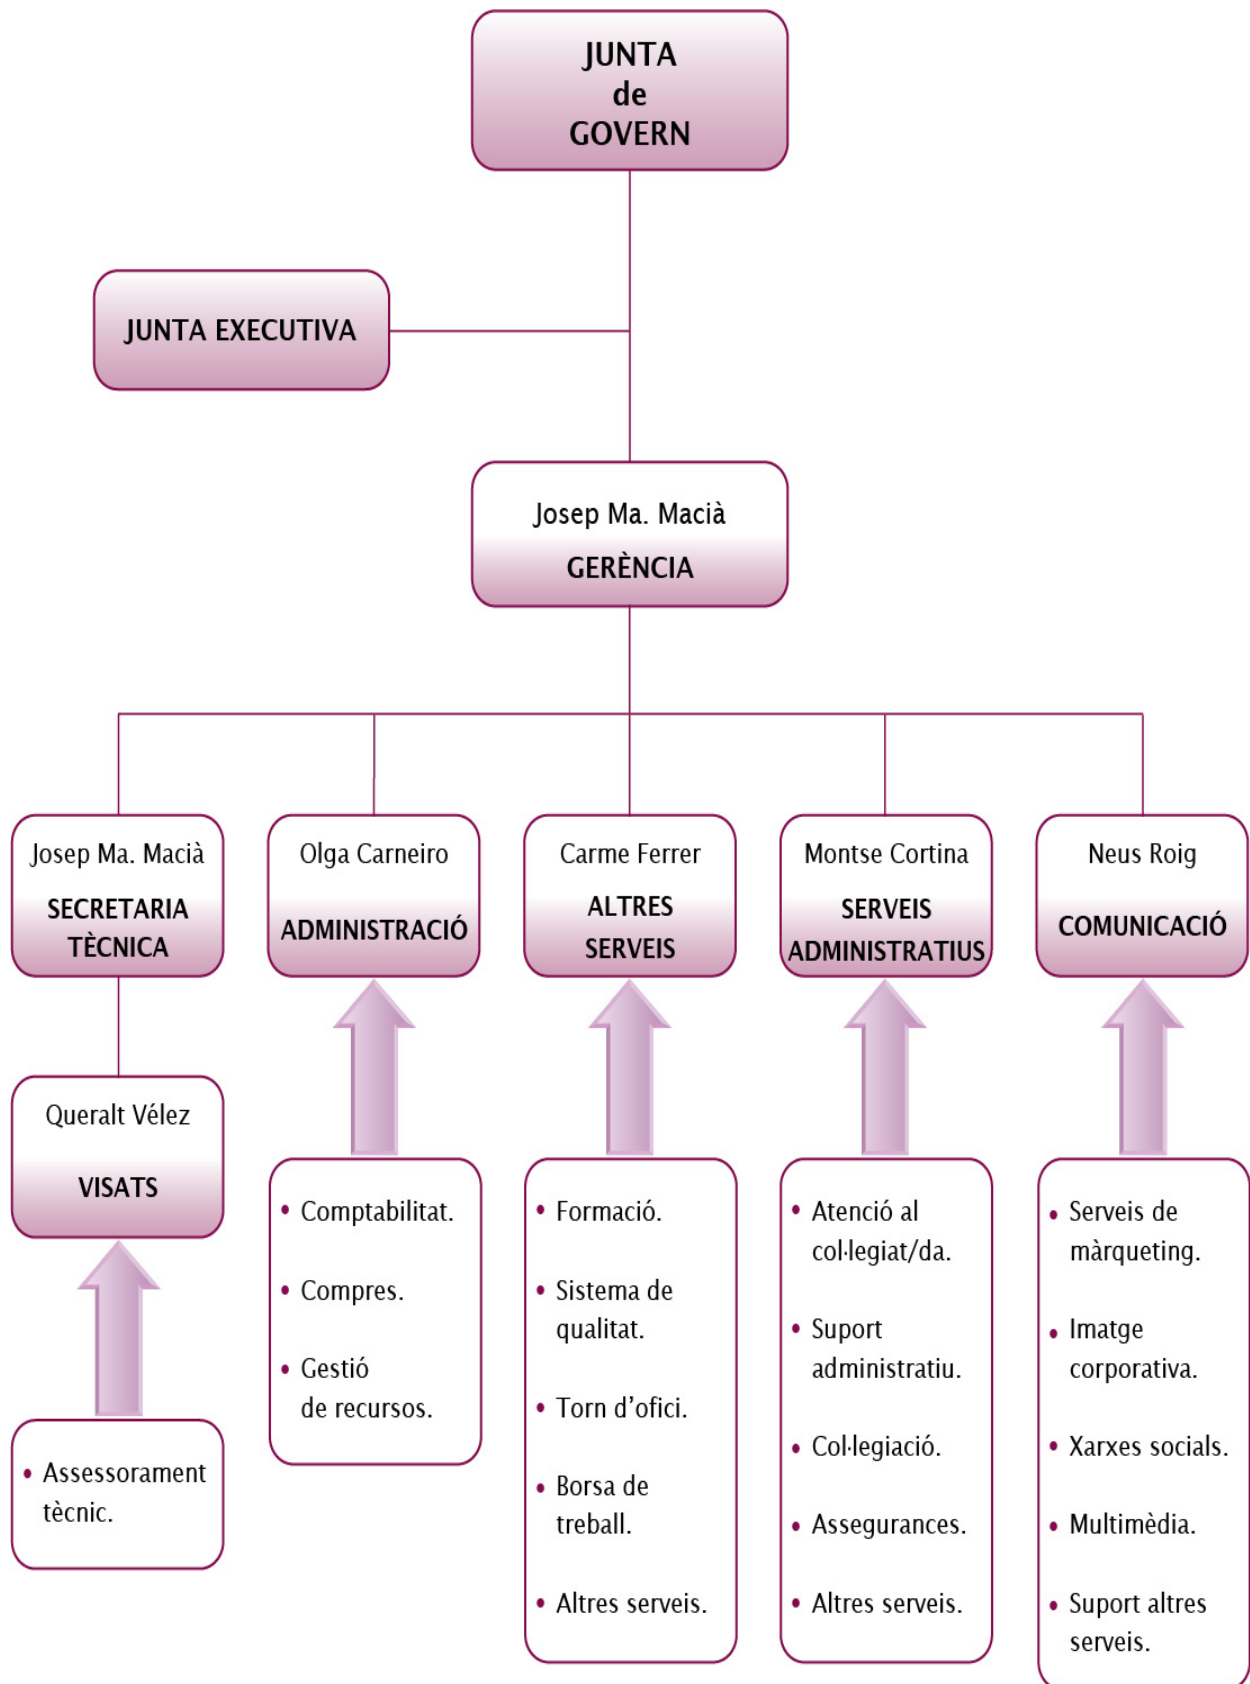 JUNTA
de
GOVERN
JUNTA EXECUTIVA
Josep Ma. Macià
GERÈNCIA
Josep Ma. Macià
SECRETARIA
TÈCNICA
Olga Carneiro
ADMINISTRACIÓ
Carme Ferrer
ALTRES
SERVEIS
Montse Cortina
SERVEIS
ADMINISTRATIUS
Neus Roig
COMUNICACIÓ
Queralt Vélez
VISATS
• Assessorament
tècnic.
• Comptabilitat.
• Compres.
• Gestió
de recursos.
• Formació.
• Sistema de
qualitat.
• Torn d’ofici.
• Borsa de
treball.
• Altres serveis.
• Atenció al
col·legiat/da.
• Suport
administratiu.
• Col·legiació.
• Assegurances.
• Altres serveis.
• Serveis de
màrqueting.
• Imatge
corporativa.
• Xarxes socials.
• Multimèdia.
• Suport altres
serveis.